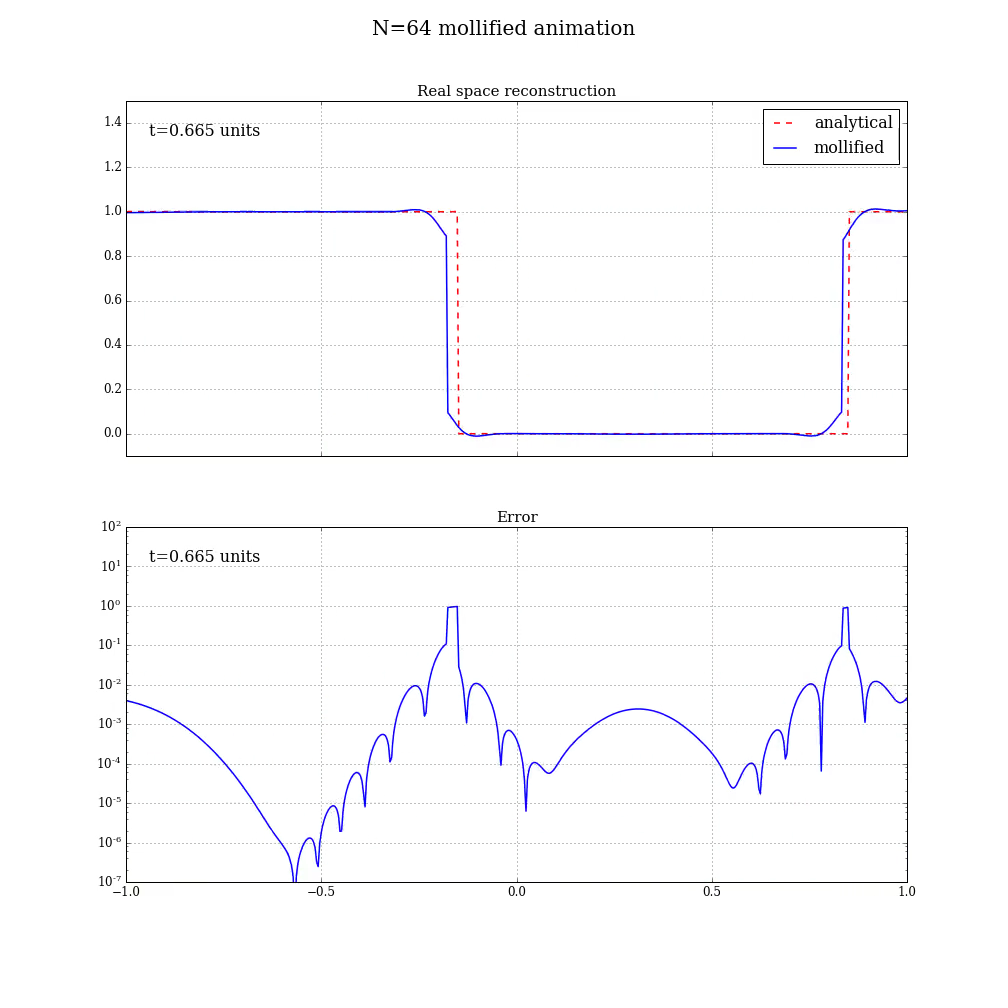 N=64 mollified animation
Real space reconstruction
t=0.665 units
analytical
mollified
1.4
1.2
1.0
0.8
0.6
0.4
0.2
0.0
Error
t=0.665 units
10²
10¹
10⁰
10⁻¹
10⁻²
10⁻³
10⁻⁴
10⁻⁵
10⁻⁶
10⁻⁷
−1.0 −0.5 0.0 0.5 1.0